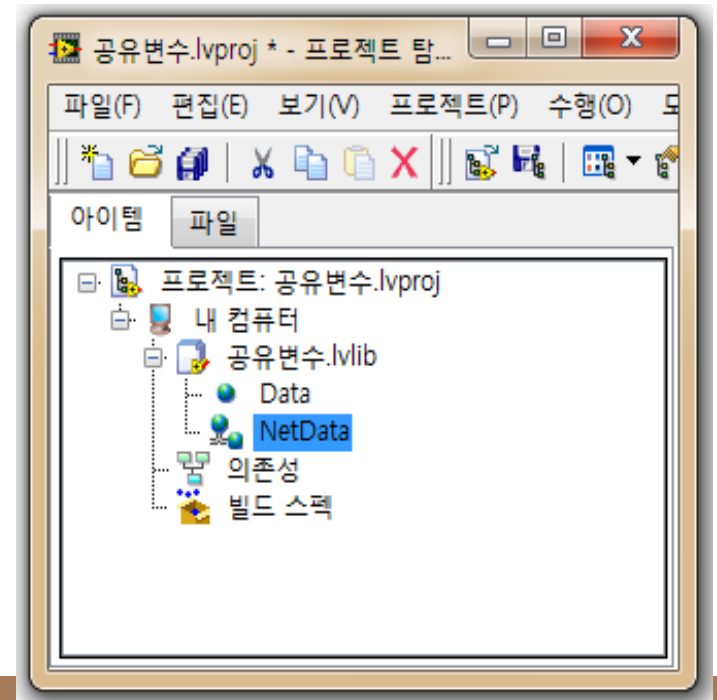 공유변수.lvproj * - 프로젝트 탐...
파일(F) 편집(E) 보기(V) 프로젝트(P) 수행(O)
아이템 파일
프로젝트: 공유변수.lvproj
내 컴퓨터
공유변수.lvlib
Data
NetData
의존성
빌드 스펙